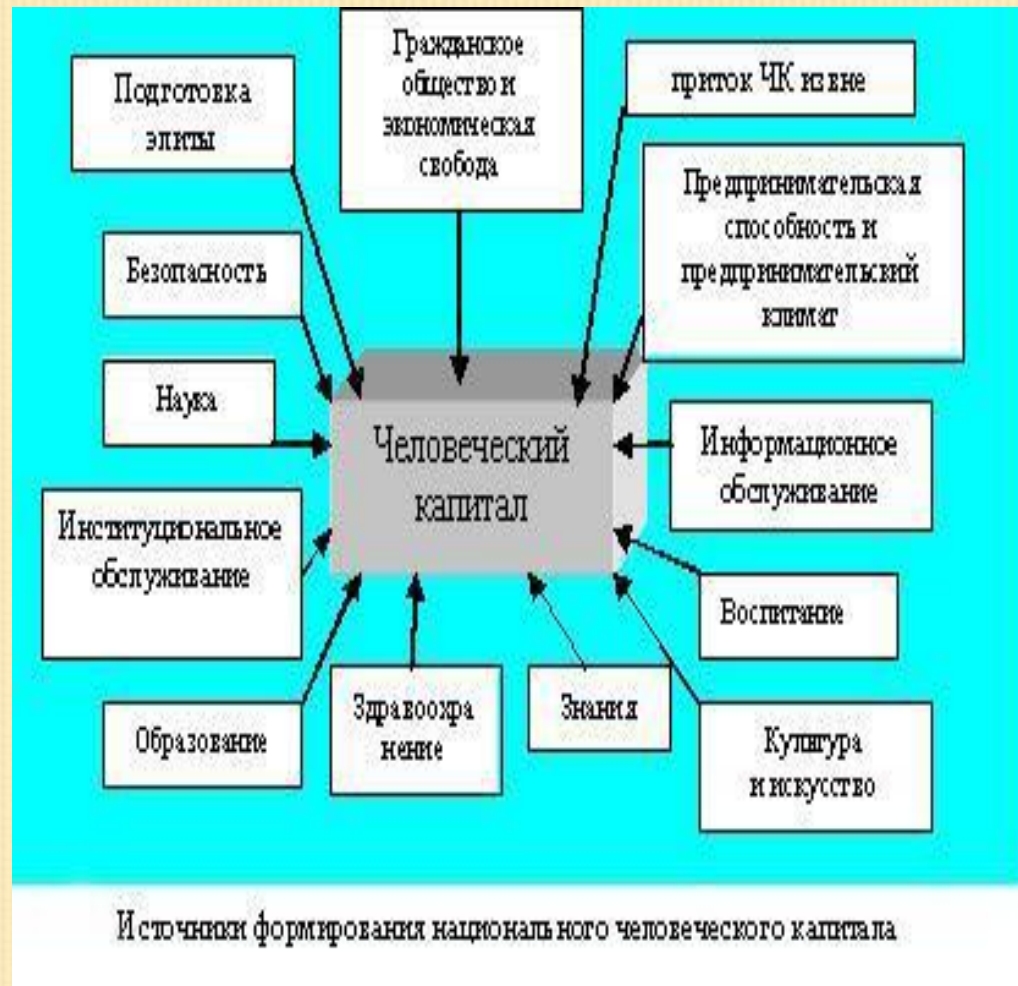 Подготовка
элиты
Гражданское
общество и
экономическая
свобода
приток ЧК извне
Предпринимательская
способность и
предпринимательский
климат
Безопасность
Наука
Человеческий
капитал
Информационное
обслуживание
Институциональное
обслуживание
Воспитание
Образование
Здравоохра
нение
Знания
Культура
и искусство
Источники формирования национального человеческого капитала